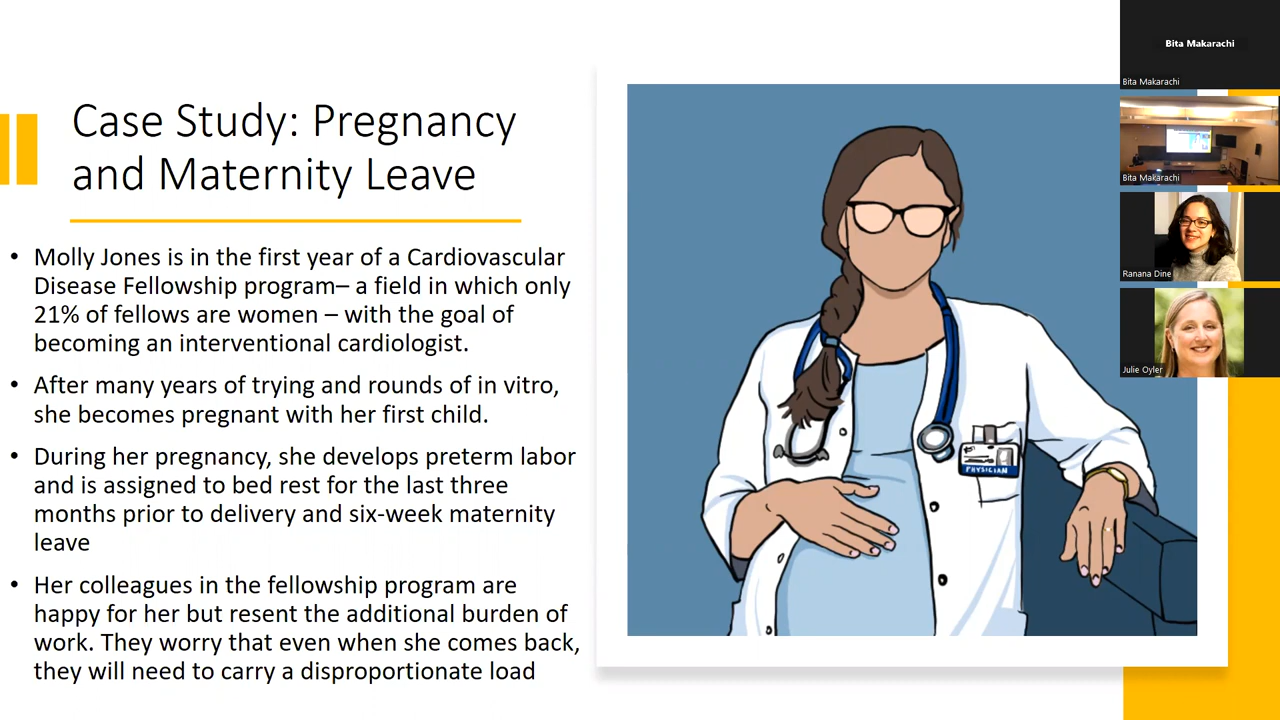 Case Study: Pregnancy
and Maternity Leave
• Molly Jones is in the first year of a Cardiovascular
Disease Fellowship program– a field in which only
21% of fellows are women – with the goal of
becoming an interventional cardiologist.
• After many years of trying and rounds of in vitro,
she becomes pregnant with her first child.
• During her pregnancy, she develops preterm labor
and is assigned to bed rest for the last three
months prior to delivery and six-week maternity
leave
• Her colleagues in the fellowship program are
happy for her but resent the additional burden of
work. They worry that even when she comes back,
they will need to carry a disproportionate load
PHYSICIAN
Bita Makarachi
Bita Makarachi
Bita Makarachi
Ranana Dine
Julie Oyler